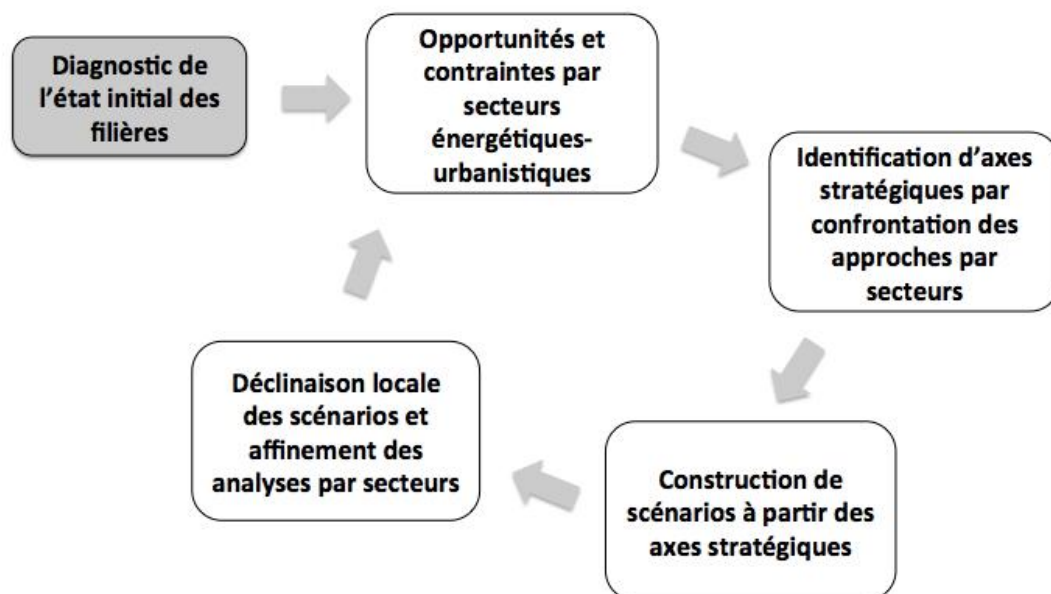 Diagnostic de
l'état initial des
filières
Opportunités et
contraintes par
secteurs
énergétiques-
urbanistiques
Identification d'axes
stratégiques par
confrontation des
approches par
secteurs
Construction de
scénarios à partir des
axes stratégiques
Déclinaison locale
des scénarios et
affinement des
analyses par secteurs